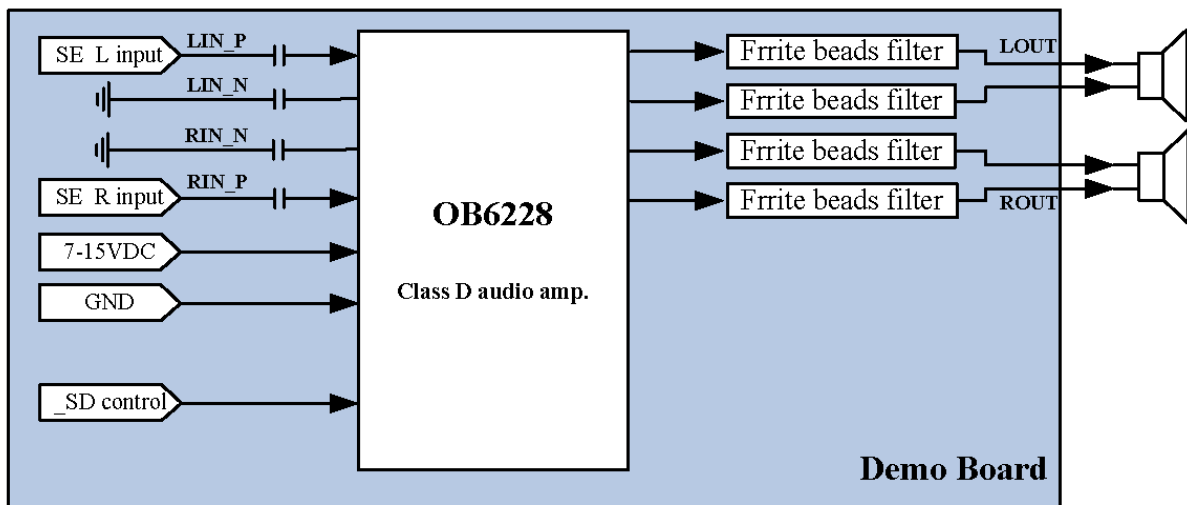 SE L input
LIN_P
LIN_N
RIN_N
SE R input
RIN_P
7-15VDC
GND
_SD control
OB6228
Class D audio amp.
Frrite beads filter
Frrite beads filter
Frrite beads filter
Frrite beads filter
LOUT
ROUT
Demo Board